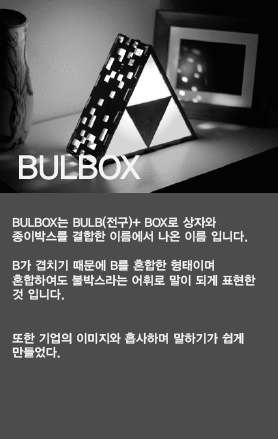 BULBOX
BULBOX는 BULB(전구)+ BOX로 상자와
종이박스를 결합한 이름에서 나온 이름 입니다.
B가 겹치기 때문에 B를 혼합한 형태이며
혼합하여도 불박스라는 어휘로 말이 되게 표현한
것 입니다.
또한 기업의 이미지와 흡사하며 말하기가 쉽게
만들었다.